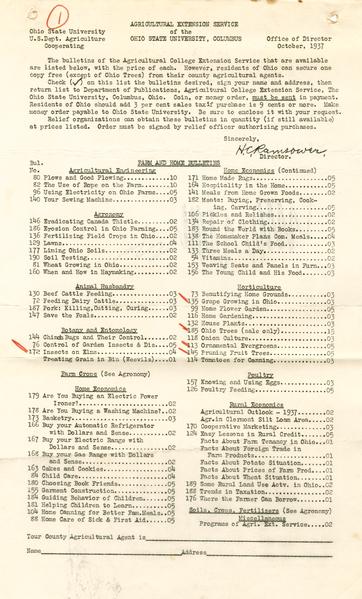 1
AGRICULTURAL EXTENSION SERVICE
Ohio State University of the
U.S. Dept. Agriculture OHIO STATE UNIVERSITY, COLUMBUS Office of Director
Cooperating October, 1937
The bulletins of the Agricultural College Extension Service that are available
are listed below, with the price of each. However, residents of Ohio can secure one
copy free (except of Ohio Trees) from their county agricultural agents.
Check (✓) on this list the bulletins desired, sign your name and address, then
return list to Department of Publications, Agricultural College Extension Service, The
Ohio State University, Columbus, Ohio. Coin, or money order, must be sent in payment.
Residents of Ohio should add 3 per cent sales tax if purchase is 9 cents or more. Make
money order payable to Ohio State University. Be sure to enclose it with your request.
Relief organizations can obtain these bulletins in quantity (if still available)
at prices listed. Order must be signed by relief officer authorizing purchases.
Sincerely,
H C Ramsower
Director.
FARM AND HOME BULLETINS
Bul.
No. Agricultural Engineering
80 Plows and Good Plowing.10
82 The Use of Rope on the Farm.10
96 Using Electricity on Ohio Farms.05
140 Your Sewing Machine.03
Agronomy
146 Eradicating Canada Thistle.02
186 Erosion Control in Ohio Farming.05
136 Fertilizing Field Crops in Ohio.02
129 Lawns.04
177 Liming Ohio Soils.02
190 Soil Testing.02
81 Wheat Growing in Ohio.02
160 When and How in Haymaking.02
Animal Husbandry
130 Beef Cattle Feeding.03
72 Feeding Dairy Cattle.03
187 Pork: Killing, Cutting, Curing.03
147 Save the Meals.02
Botany and Entomology
144 Chinch Bugs and Their Control.02
76 Control of Garden Insects & Dis.05
172 Insects on Elms.04
Treating Grain in Bin (Weevils).01
Farm Crops (See Agronomy)
Home Economics
179 Are You Buying an Electric Power
Ironer?.02
178 Are You Buying a Washing Machine?.03
173 Basketry.03
166 Buy your Automatic Refrigerator
with Dollars and Sense.02
167 Buy your Electric Range with
Dollars and Sense.02
168 Buy your Gas Range with Dollars
and Sense.02
163 Cakes and Cookies.04
84 Child Care.04
180 Choosing Book Friends.05
155 Garment Construction.04
184 Guiding Behavior of Children.05
181 Helping Children to Learn.05
104 Home Canning for Better Fam. Meals.05
88 Home Care of Sick & First Aid.05
Home Economics (Continued)
171 Home Made Rugs.04
164 Hospitality in the Home.05
141 Meals from Home Grown Foods.02
182 Meats: Buying, Preserving, Cook-
ing, Carving.05
106 Pickles and Relishes.02
134 Repair of Clothing.02
183 Round the World with Books.05
138 The Homemaker Plans Com. Meals.02
111 The School Child's Food.03
133 Three Meals a Day.02
54 Vitamins.02
153 Weaving Seats and Panels in Furn.03
156 The Young Child and His Food.03
Horticulture
73 Beautifying Home Grounds.03
95 Grape Growing in Ohio.03
99 Home Flower Garden.05
110 Home Gardening.03
132 House Plants.03
185 Ohio Trees (sale only).05
118 Onion Culture.03
113 Ornamental Evergreens.05
145 Pruning Fruit Trees.05
114 Tomatoes for Canning.03
Poultry
157 Knowing and Using Eggs.03
126 Poultry Feeding.05
Rural Economics
Agricultural Outlook - 1937.02
Agr. in Clermont Silt Loam Area.02
170 Cooperative Marketing.03
124 Easy Lessons in Rural Credit.05
Facts About Farm Tenancy in Ohio.01
Facts About Foreign Trade in
Farm Products.01
Facts About Potato Situation.01
Facts About Prices of Farm Prod.01
Facts About Wheat Situation.01
189 Some Rural Land Use Actv. in Ohio.02
188 Trends in Taxation.02
176 Where the Farmer Can Borrow.01
Soils, Crops, Fertilizers (See Agronomy)
Miscellaneous
Programs of Agri. Ext. Service.02
Your County Agricultural Agent is
Name Address